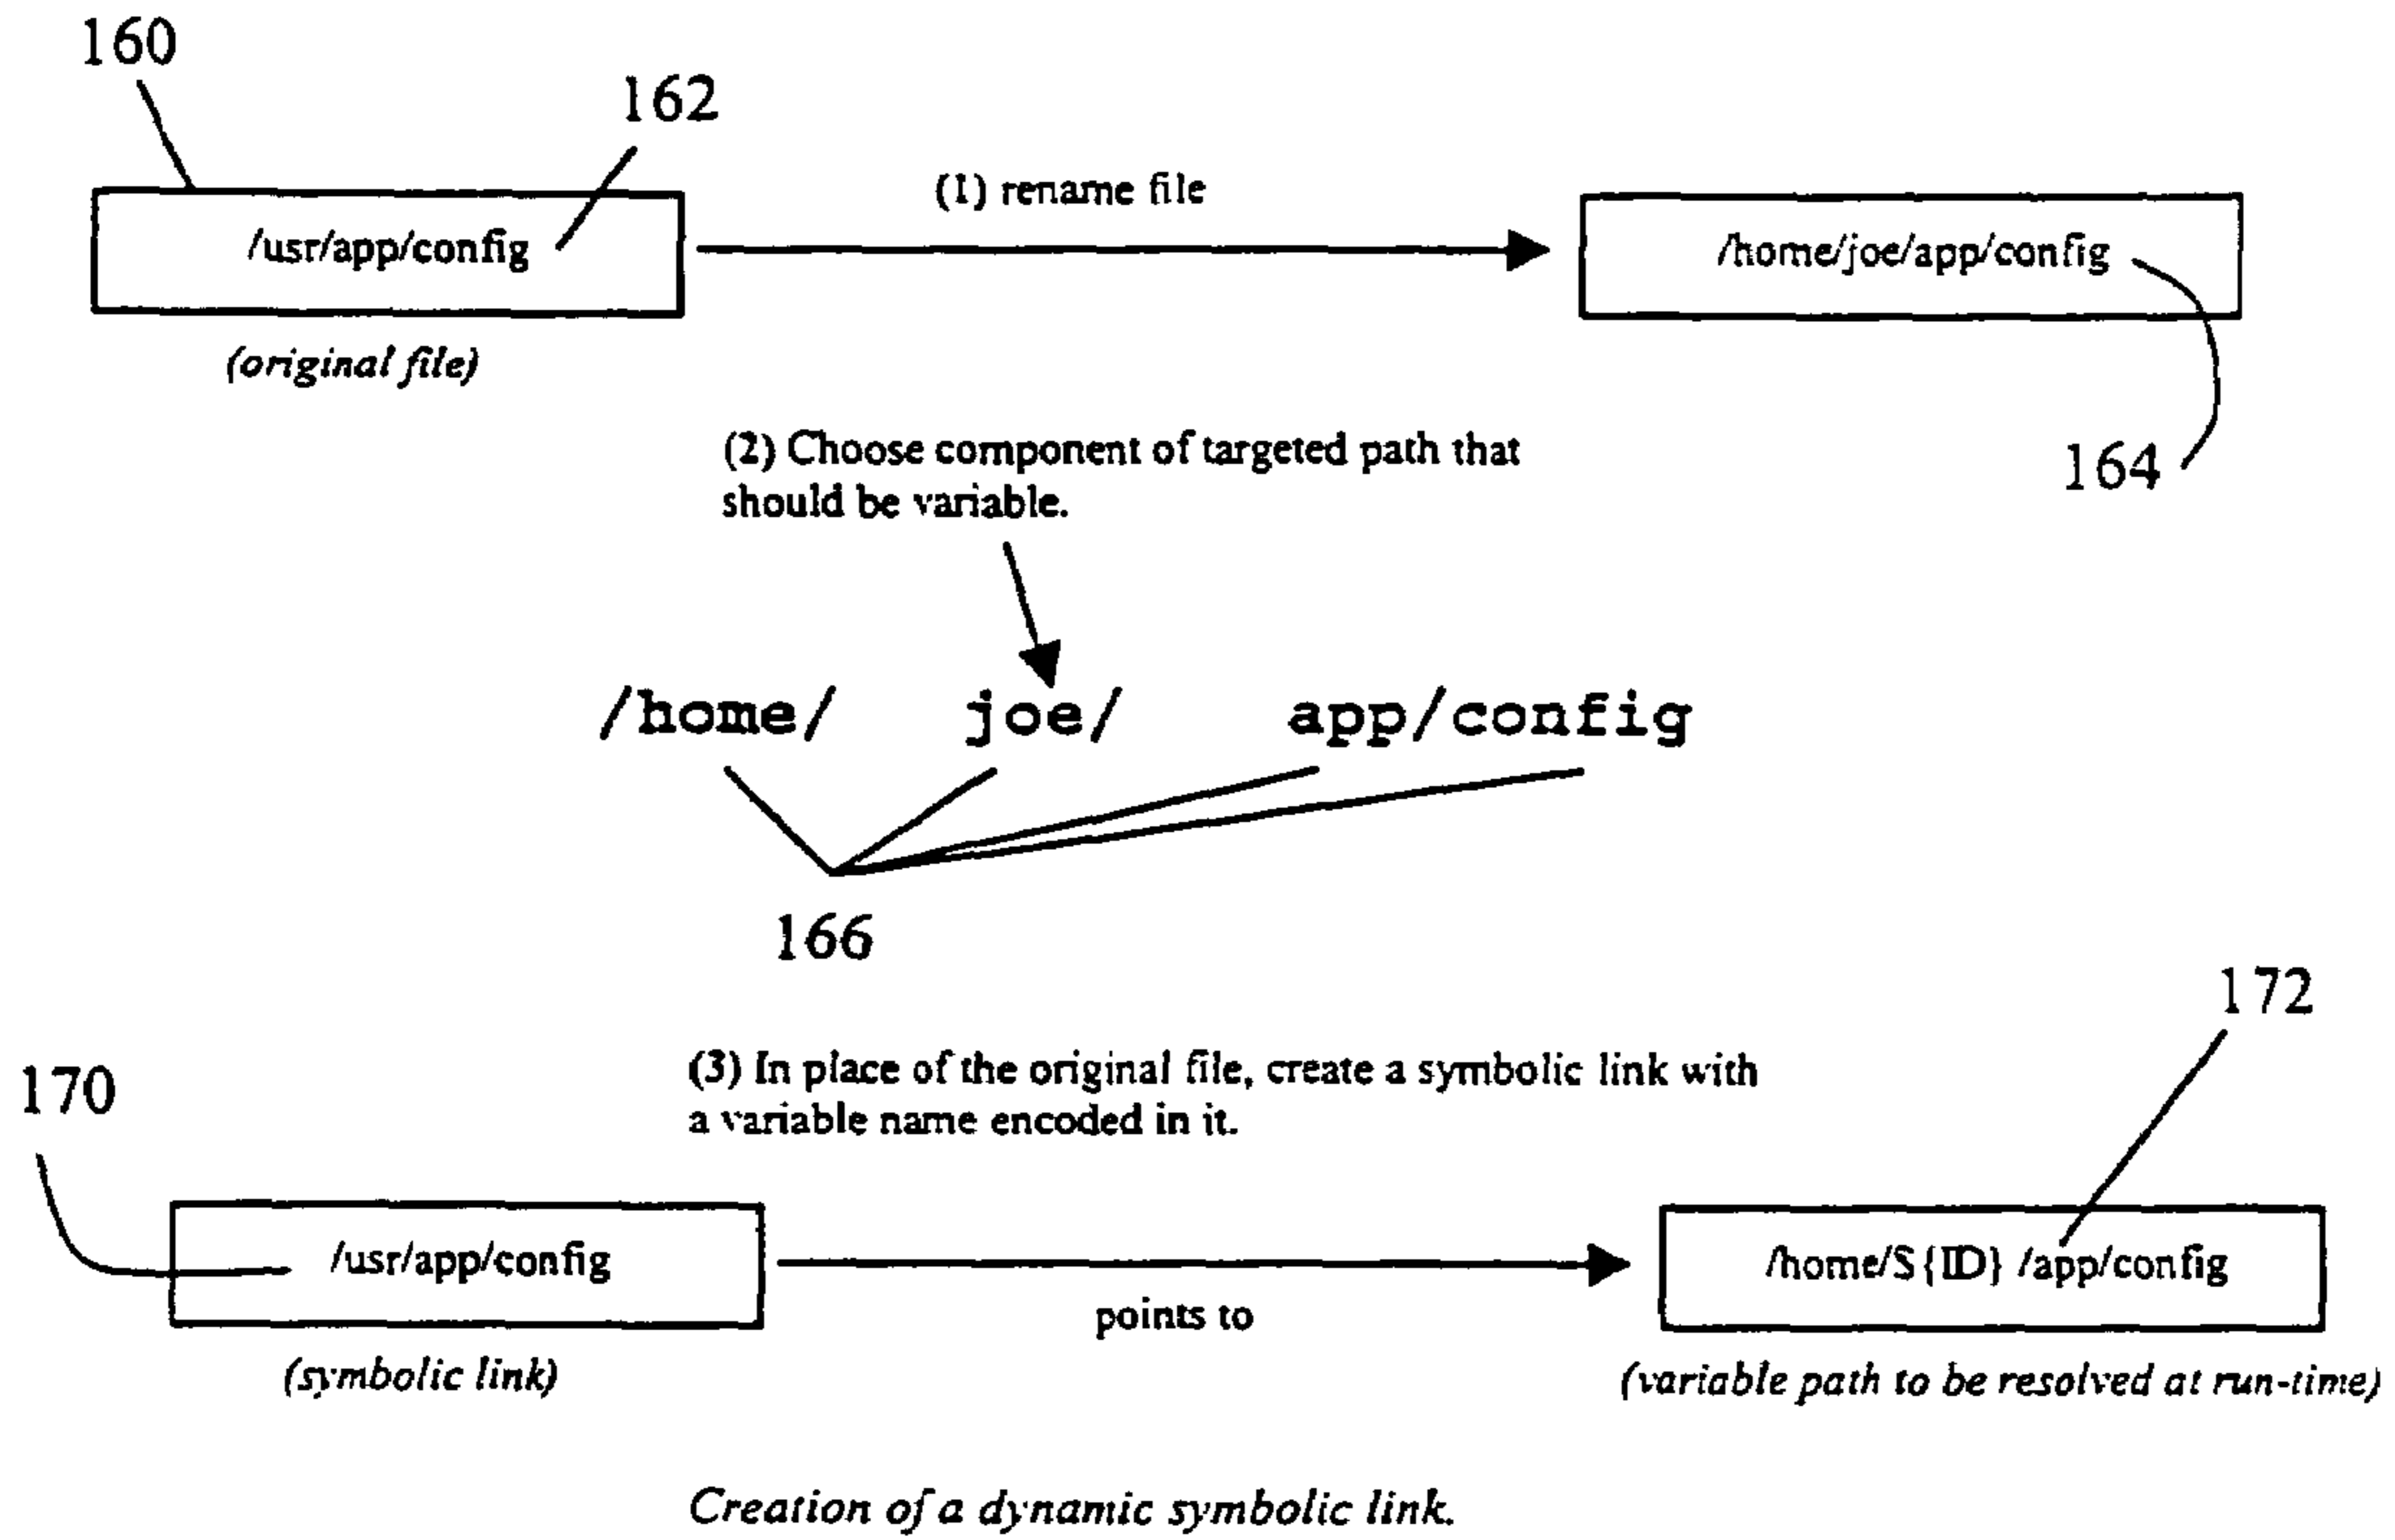 160
162
(1) rename file
/usr/app/config
/home/joe/app/config
(original file)
164
(2) Choose component of targeted path that
should be variable.
/home/ joe/ app/config
166
172
170
(3) In place of the original file, create a symbolic link with
a variable name encoded in it.
/usr/app/config
/home/S{ID} /app/config
points to
(symbolic link)
(variable path to be resolved at run-time)
Creation of a dynamic symbolic link.